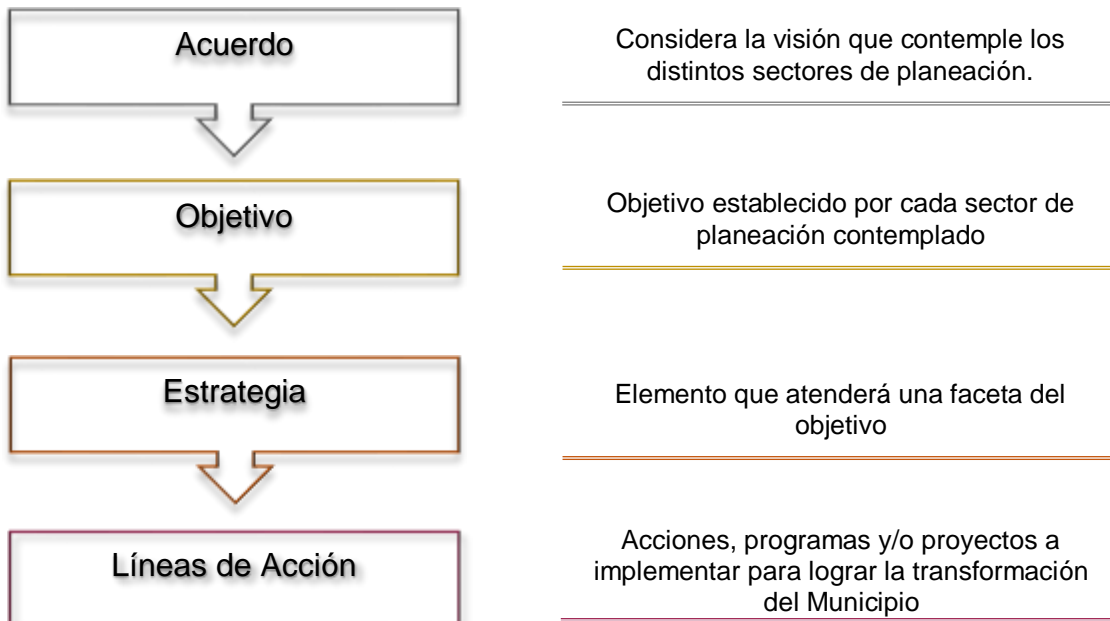 Acuerdo
Considera la visión que contemple los
distintos sectores de planeación.
Objetivo
Objetivo establecido por cada sector de
planeación contemplado
Estrategia
Elemento que atenderá una faceta del
objetivo
Líneas de Acción
Acciones, programas y/o proyectos a
implementar para lograr la transformación
del Municipio